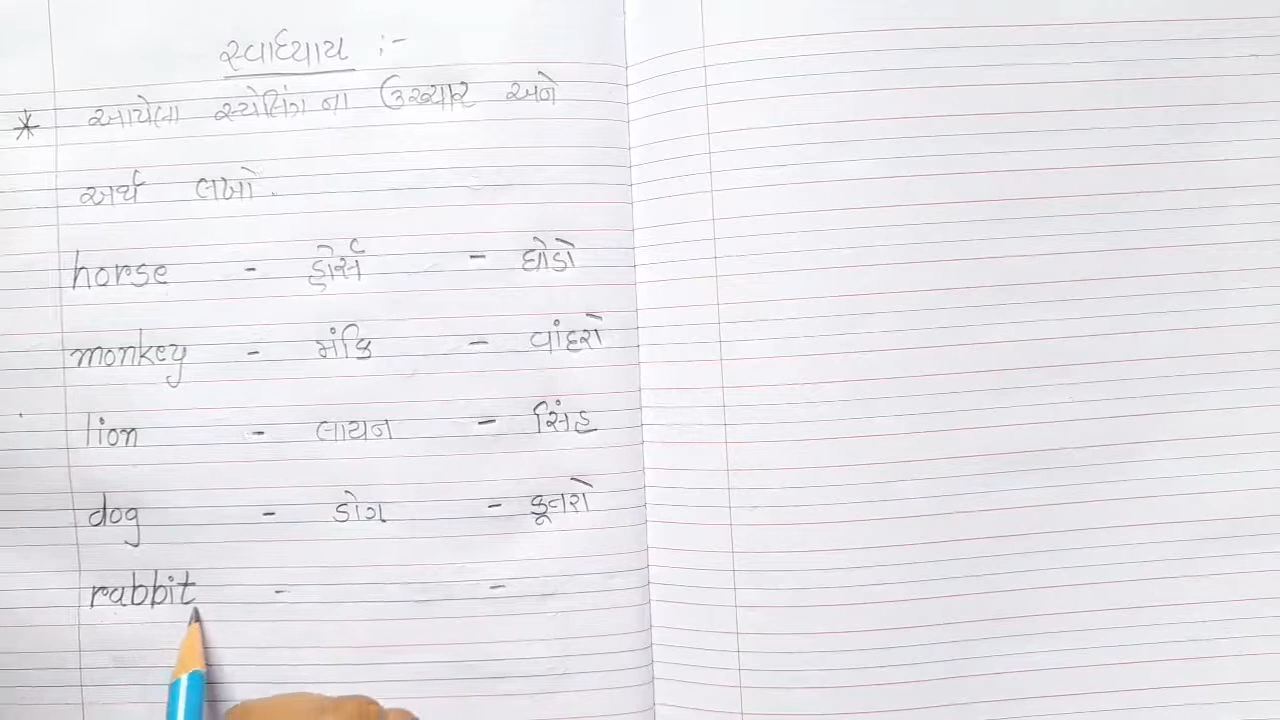 સ્વાધ્યાય :-
* આપેલા સ્પેલિંગ ના ઉચ્ચાર અને
અર્થ લખો.
horse - હોર્સ - ઘોડો
monkey - મંકિ - વાંદરો
lion - લાયન - સિંહ
dog - ડોગ - કૂતરો
rabbit - -